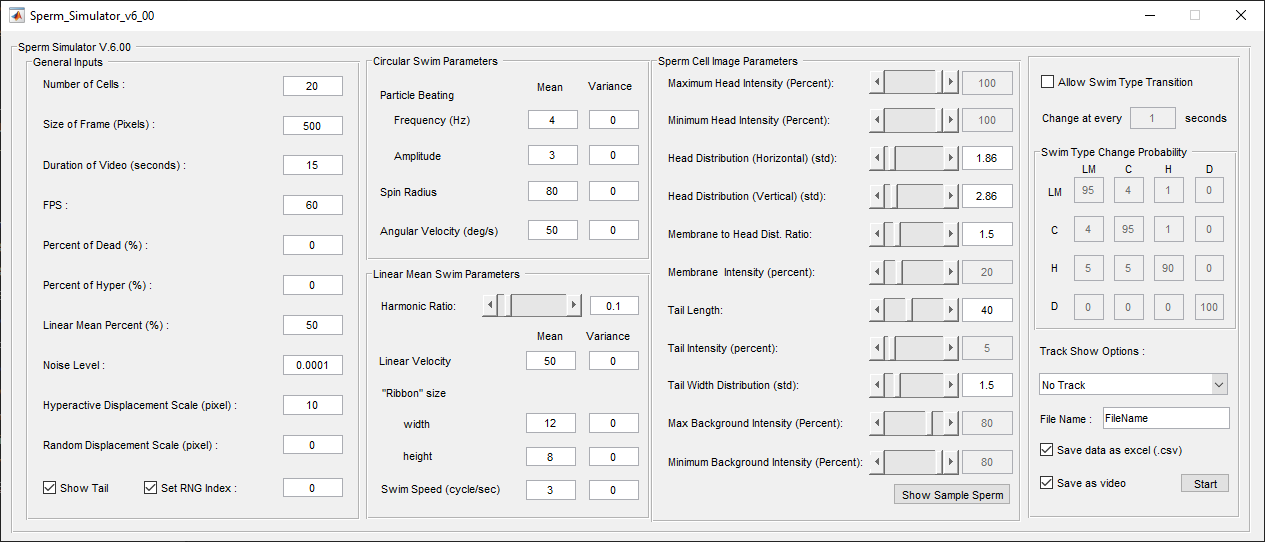 Sperm_Simulator_v6_00
Sperm Simulator V.6.00
General Inputs
Number of Cells : 20
Size of Frame (Pixels) : 500
Duration of Video (seconds) : 15
FPS : 60
Percent of Dead (%) : 0
Percent of Hyper (%) : 0
Linear Mean Percent (%) : 50
Noise Level : 0.0001
Hyperactive Displacement Scale (pixel) : 10
Random Displacement Scale (pixel) : 0
Show Tail Set RNG Index : 0
Circular Swim Parameters
Mean Variance
Particle Beating
Frequency (Hz) 4 0
Amplitude 3 0
Spin Radius 80 0
Angular Velocity (deg/s) 50 0
Linear Mean Swim Parameters
Harmonic Ratio: 0.1
Mean Variance
Linear Velocity 50 0
"Ribbon" size
width 12 0
height 8 0
Swim Speed (cycle/sec) 3 0
Sperm Cell Image Parameters
Maximum Head Intensity (Percent): 100
Minimum Head Intensity (Percent): 100
Head Distribution (Horizontal) (std): 1.86
Head Distribution (Vertical) (std): 2.86
Membrane to Head Dist. Ratio: 1.5
Membrane Intensity (percent): 20
Tail Length: 40
Tail Intensity (percent): 5
Tail Width Distribution (std): 1.5
Max Background Intensity (Percent): 80
Minimum Background Intensity (Percent): 80
Show Sample Sperm
Allow Swim Type Transition
Change at every 1 seconds
Swim Type Change Probability
LM C H D
LM 95 4 1 0
C 4 95 1 0
H 5 5 90 0
D 0 0 0 100
Track Show Options :
No Track
File Name : FileName
Save data as excel (.csv)
Save as video Start